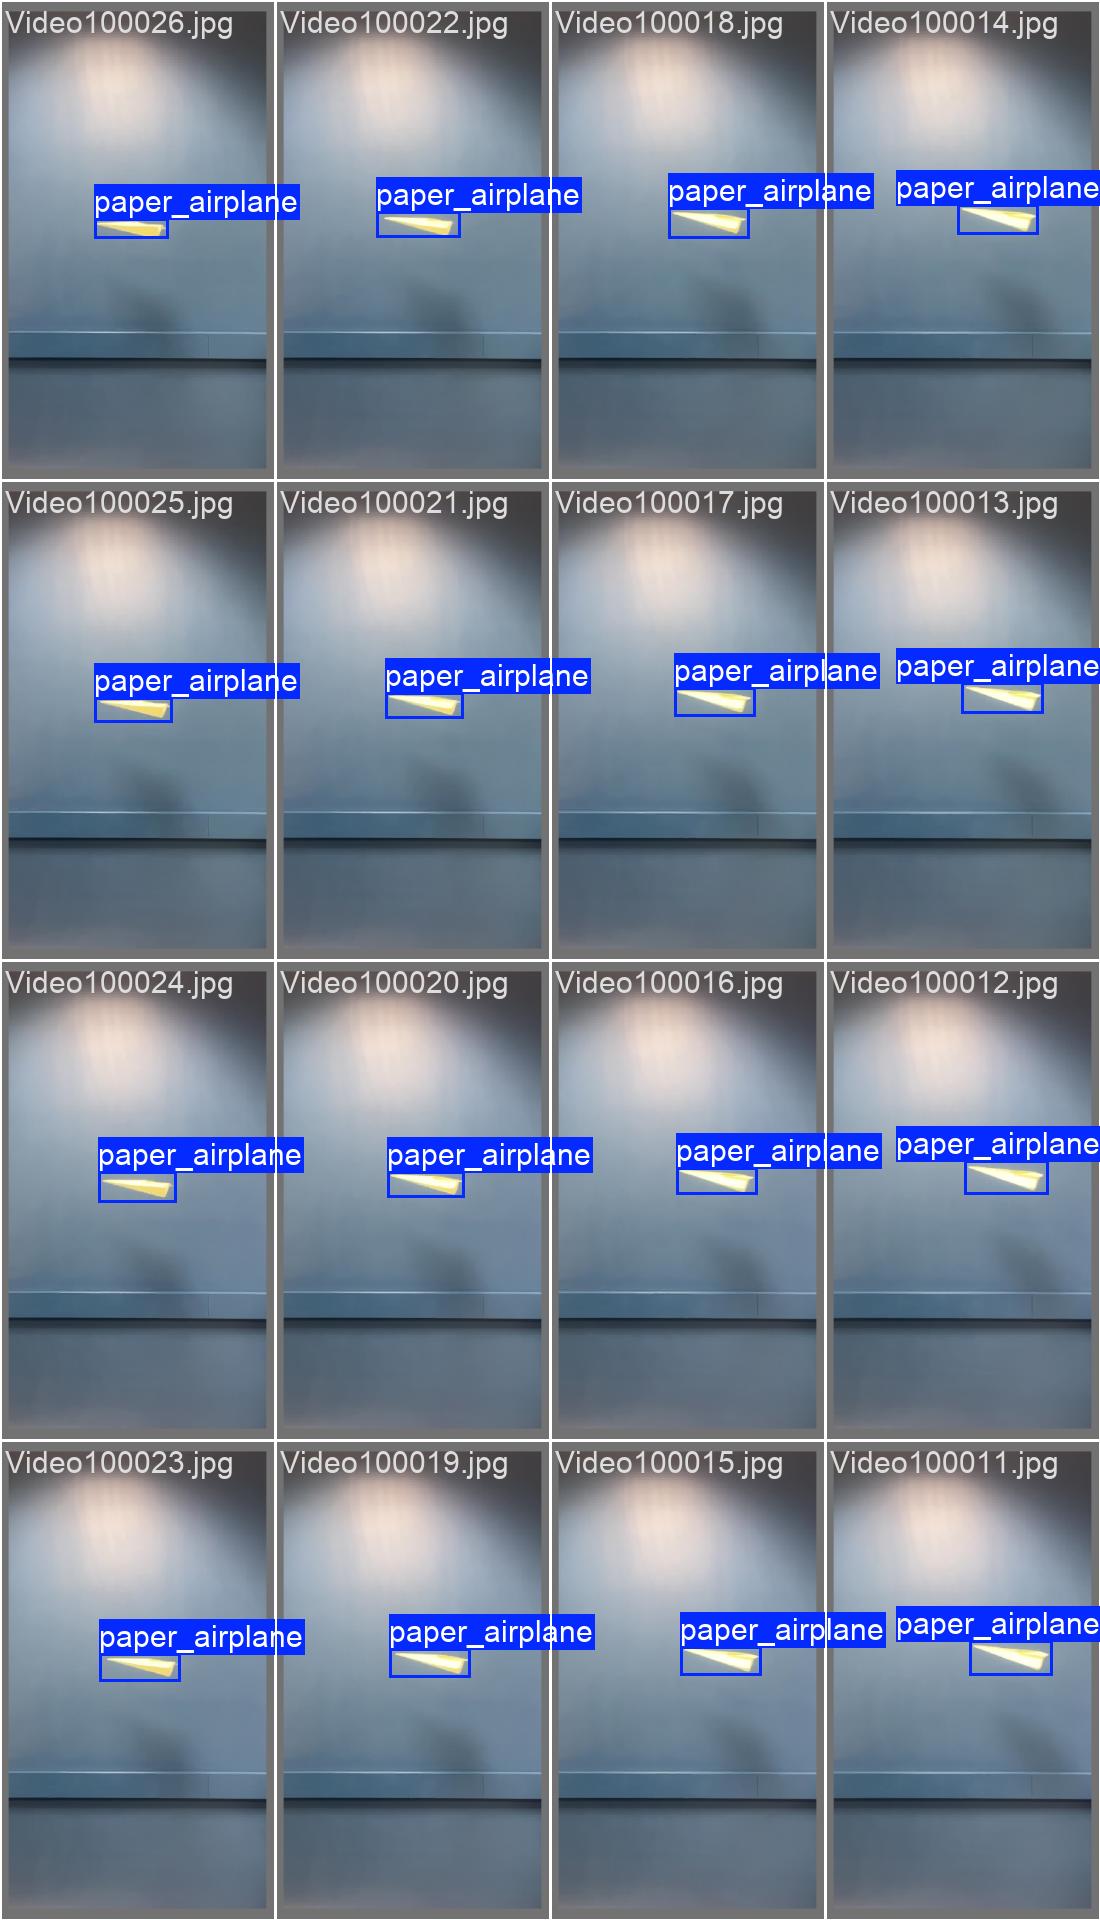 Video100026.jpg
Video100022.jpg
Video100018.jpg
Video100014.jpg
paper_airplane
paper_airplane
paper_airplane
paper_airplane
Video100025.jpg
Video100021.jpg
Video100017.jpg
Video100013.jpg
paper_airplane
paper_airplane
paper_airplane
paper_airplane
Video100024.jpg
Video100020.jpg
Video100016.jpg
Video100012.jpg
paper_airplane
paper_airplane
paper_airplane
paper_airplane
Video100023.jpg
Video100019.jpg
Video100015.jpg
Video100011.jpg
paper_airplane
paper_airplane
paper_airplane
paper_airplane